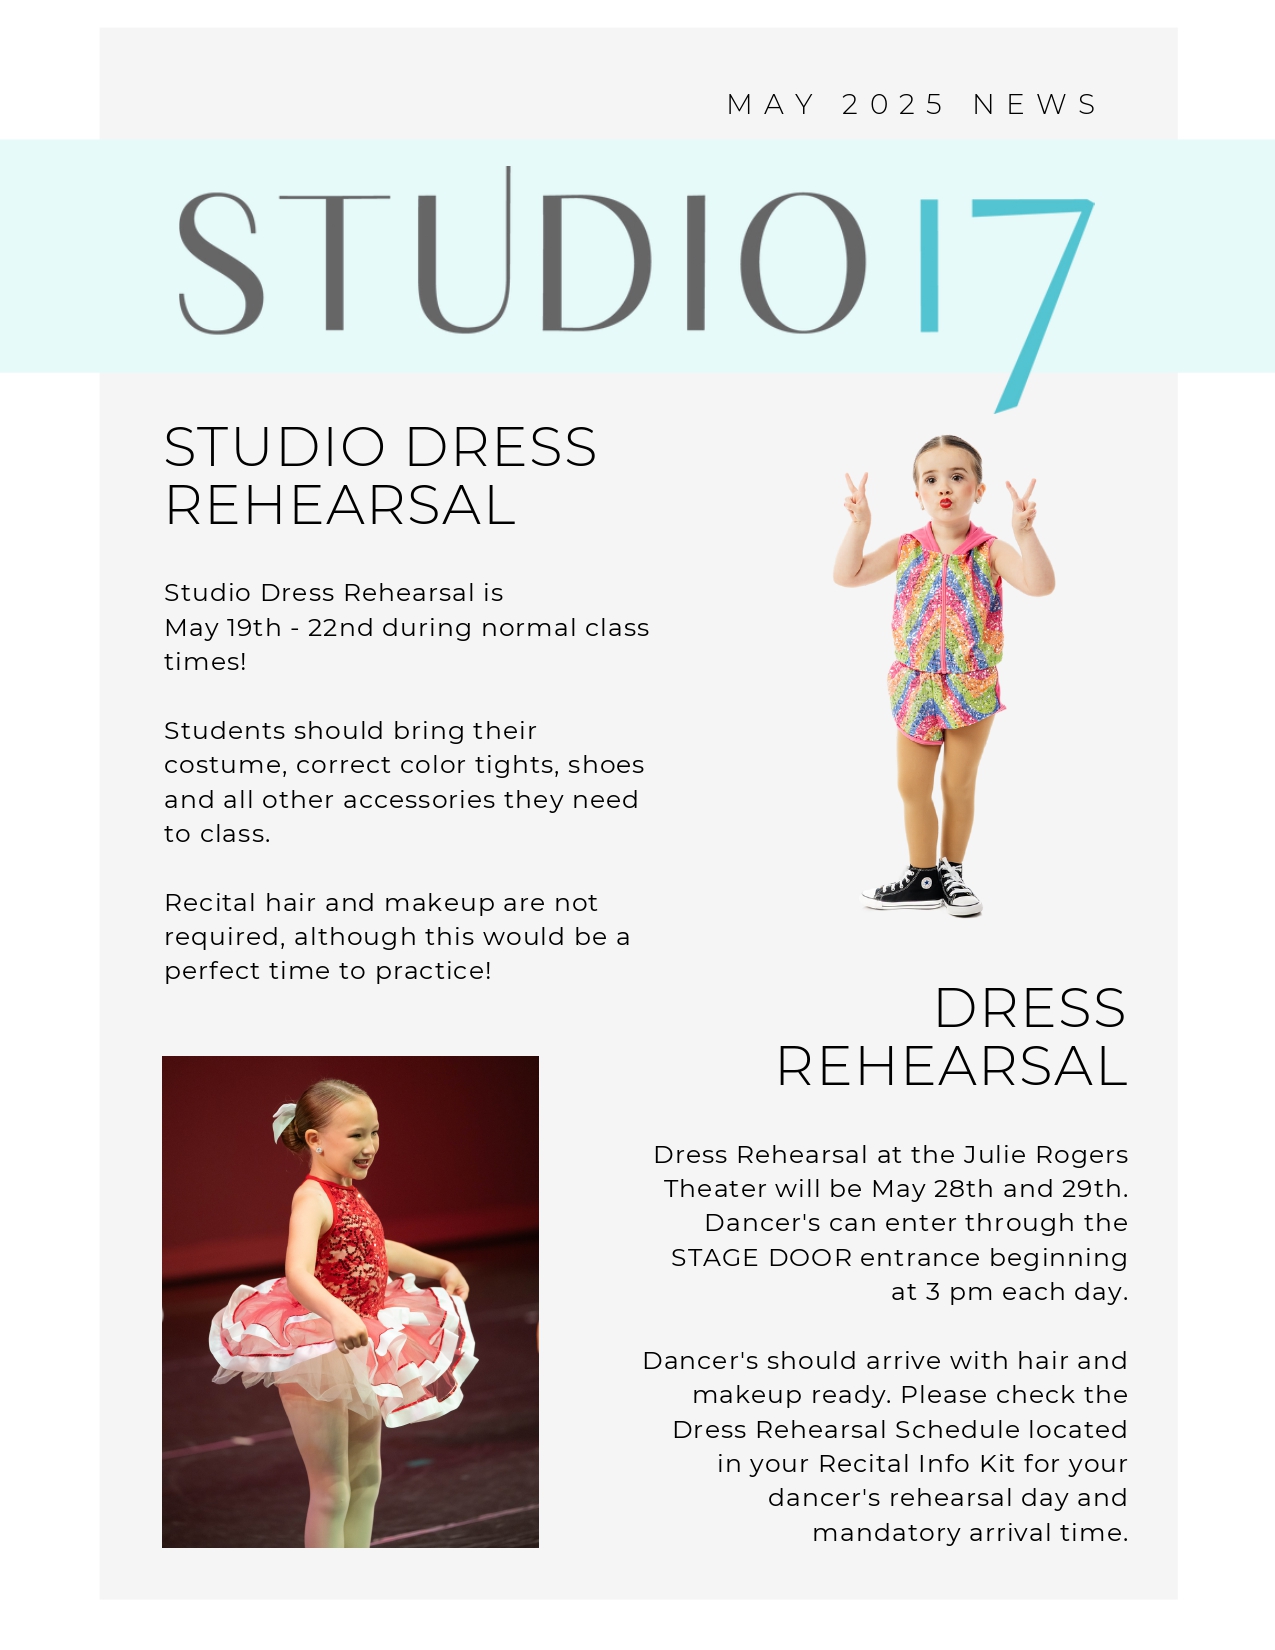 MAY 2025 NEWS
STUDIO 17
STUDIO DRESS
REHEARSAL
Studio Dress Rehearsal is
May 19th - 22nd during normal class
times!
Students should bring their
costume, correct color tights, shoes
and all other accessories they need
to class.
Recital hair and makeup are not
required, although this would be a
perfect time to practice!
DRESS
REHEARSAL
Dress Rehearsal at the Julie Rogers
Theater will be May 28th and 29th.
Dancer's can enter through the
STAGE DOOR entrance beginning
at 3 pm each day.
Dancer's should arrive with hair and
makeup ready. Please check the
Dress Rehearsal Schedule located
in your Recital Info Kit for your
dancer's rehearsal day and
mandatory arrival time.